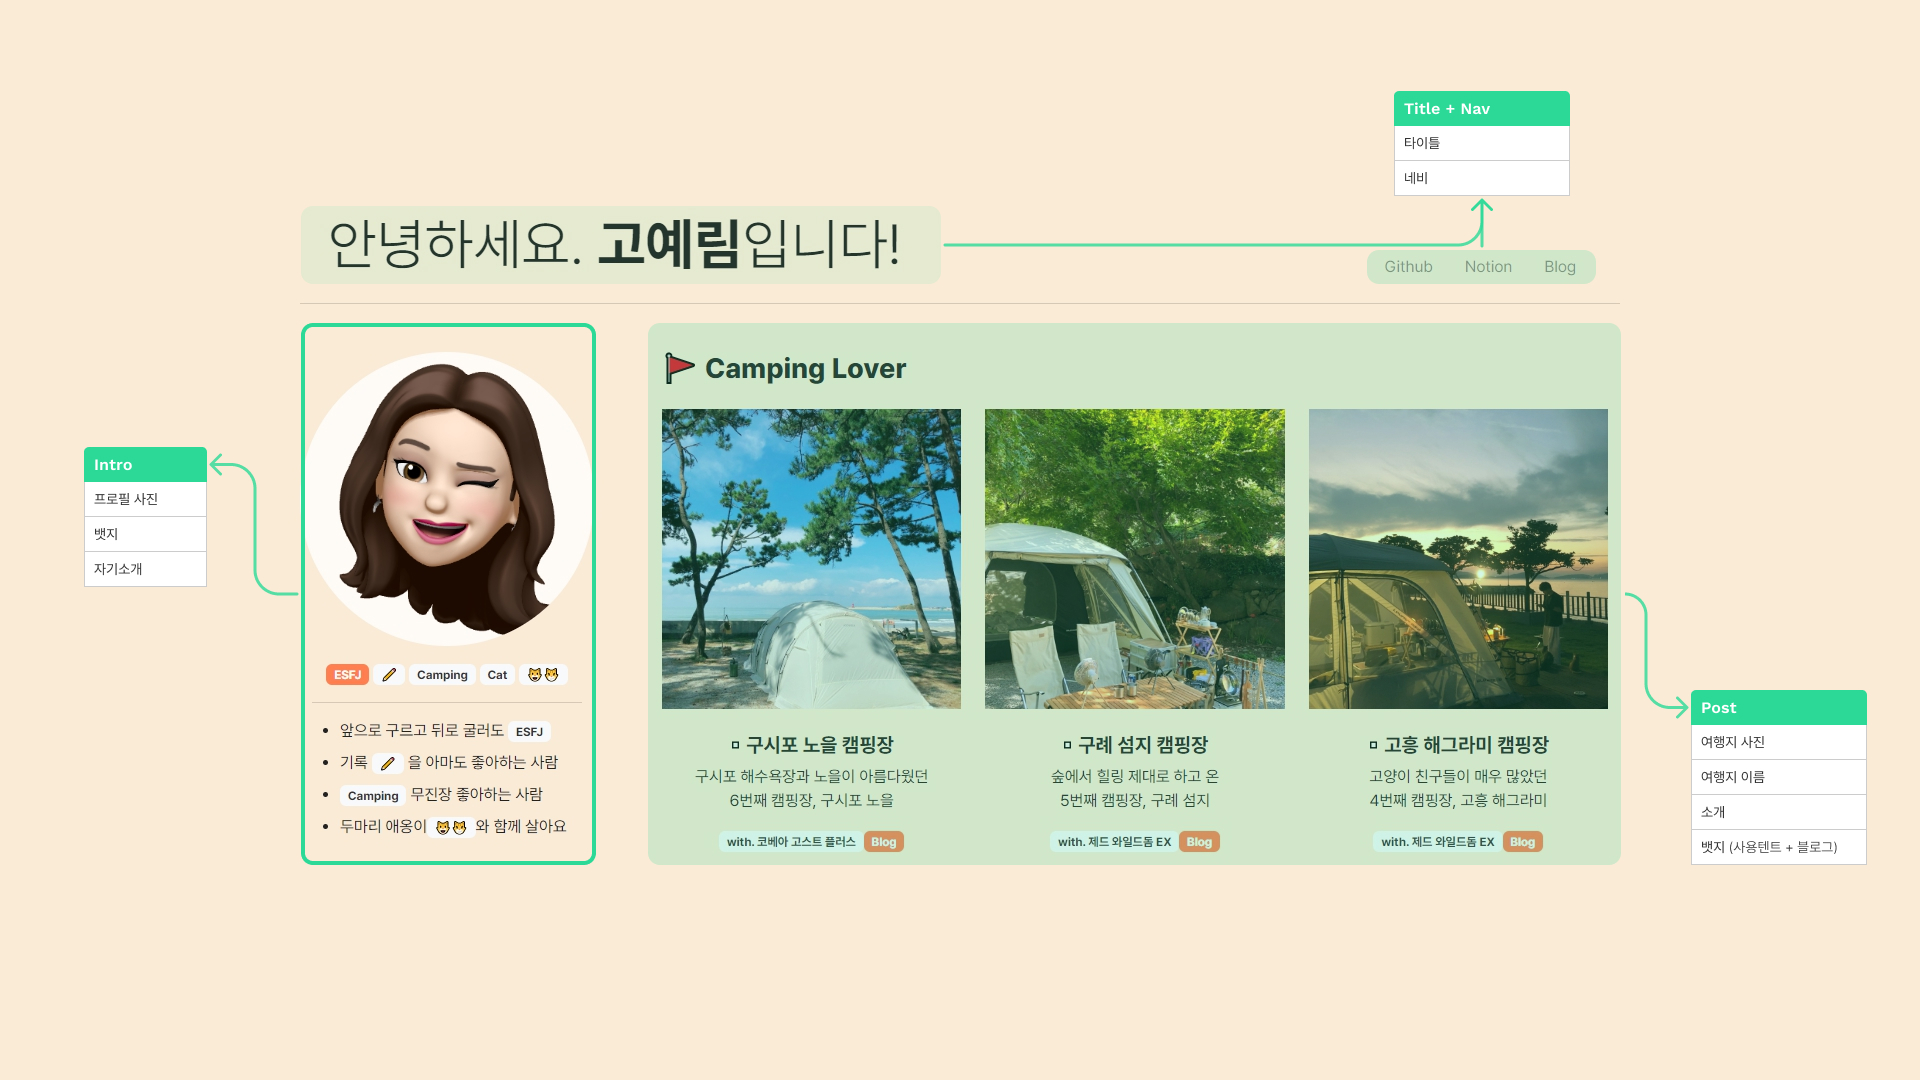 Title + Nav
타이틀
네비
안녕하세요. 고예림입니다!
Github Notion Blog
Intro
프로필 사진
뱃지
자기소개
ESFJ Camping Cat
앞으로 구르고 뒤로 굴러도 ESFJ
기록 을 아마도 좋아하는 사람
Camping 무진장 좋아하는 사람
두마리 애옹이 와 함께 살아요
Camping Lover
구시포 노을 캠핑장
구시포 해수욕장과 노을이 아름다웠던
6번째 캠핑장, 구시포 노을
with. 코베아 고스트 플러스 Blog
구례 섬지 캠핑장
숲에서 힐링 제대로 하고 온
5번째 캠핑장, 구례 섬지
with. 제드 와일드돔 EX Blog
고흥 해그라미 캠핑장
고양이 친구들이 매우 많았던
4번째 캠핑장, 고흥 해그라미
with. 제드 와일드돔 EX Blog
Post
여행지 사진
여행지 이름
소개
뱃지 (사용텐트 + 블로그)